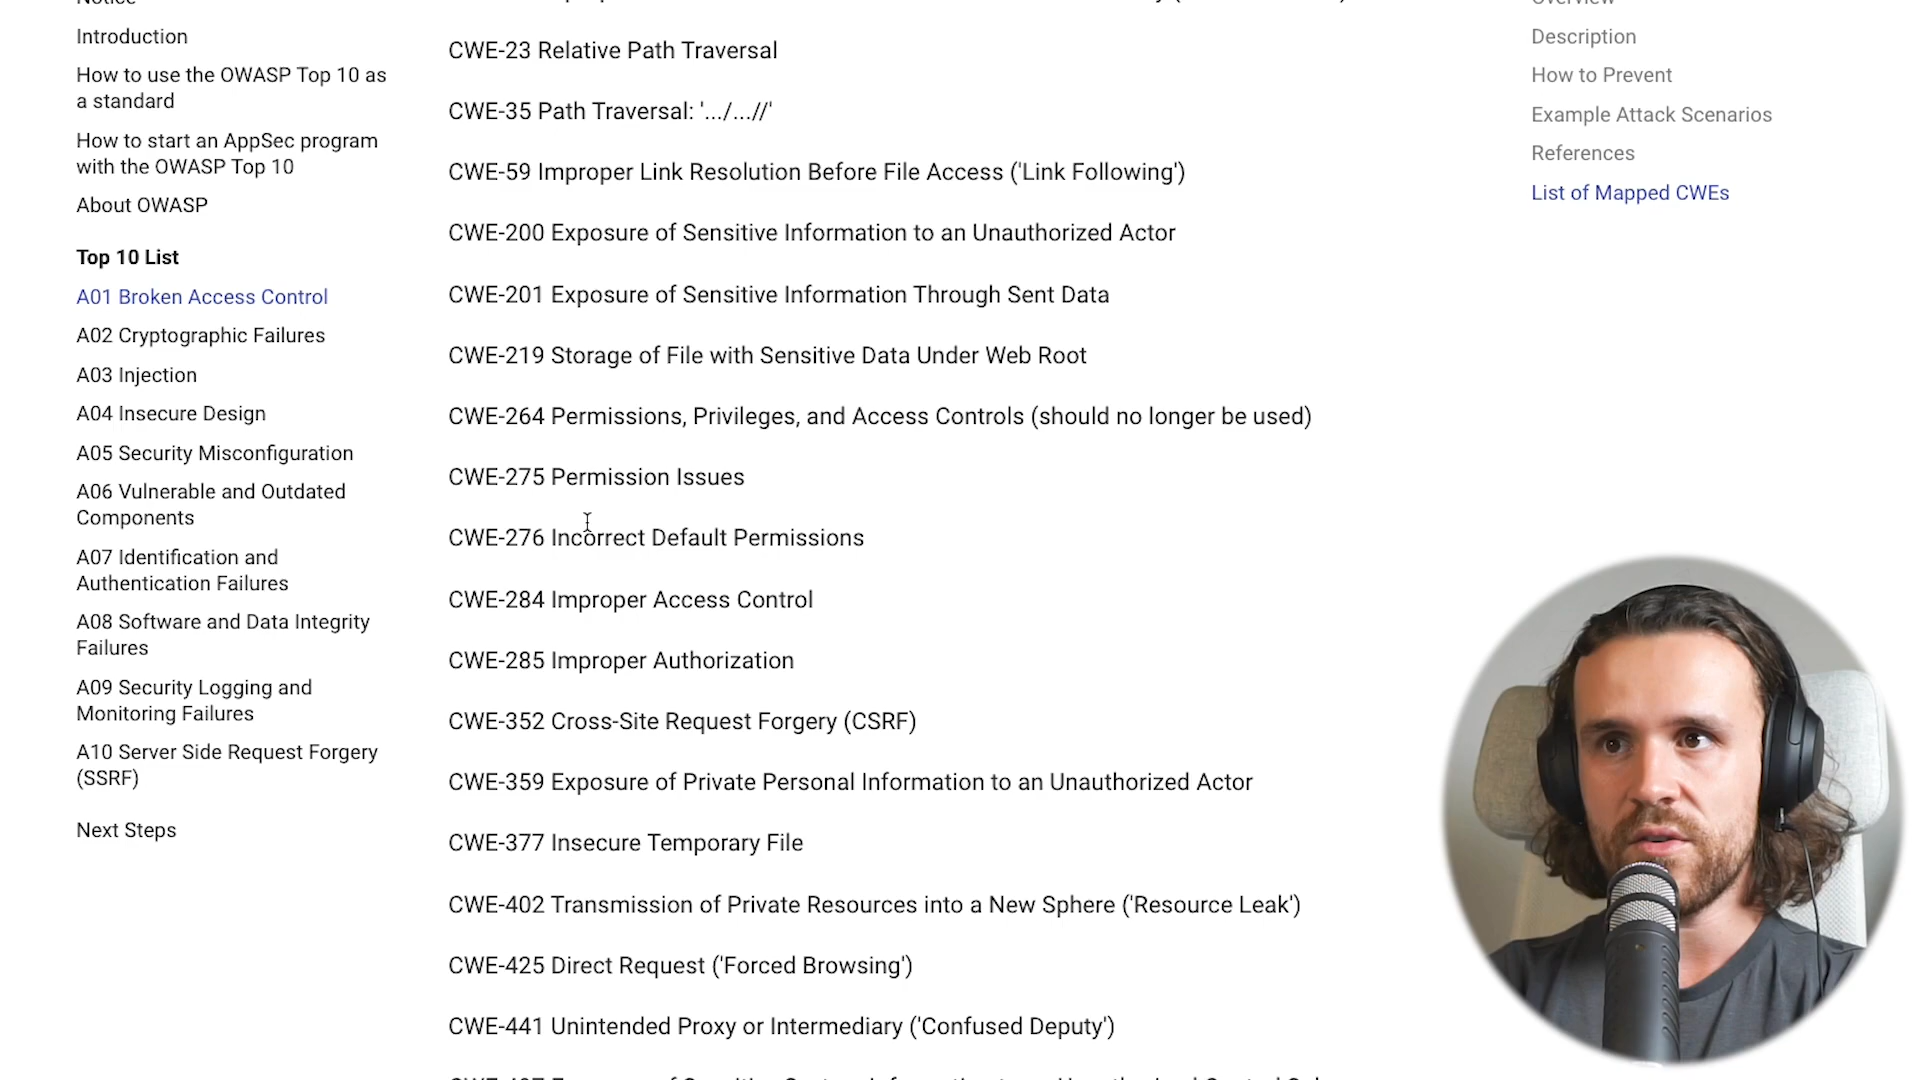 Notice
Introduction
How to use the OWASP Top 10 as
a standard
How to start an AppSec program
with the OWASP Top 10
About OWASP
Top 10 List
A01 Broken Access Control
A02 Cryptographic Failures
A03 Injection
A04 Insecure Design
A05 Security Misconfiguration
A06 Vulnerable and Outdated
Components
A07 Identification and
Authentication Failures
A08 Software and Data Integrity
Failures
A09 Security Logging and
Monitoring Failures
A10 Server Side Request Forgery
(SSRF)
Next Steps
CWE-23 Relative Path Traversal
CWE-35 Path Traversal: '.../...//'
CWE-59 Improper Link Resolution Before File Access ('Link Following')
CWE-200 Exposure of Sensitive Information to an Unauthorized Actor
CWE-201 Exposure of Sensitive Information Through Sent Data
CWE-219 Storage of File with Sensitive Data Under Web Root
CWE-264 Permissions, Privileges, and Access Controls (should no longer be used)
CWE-275 Permission Issues
CWE-276 Incorrect Default Permissions
CWE-284 Improper Access Control
CWE-285 Improper Authorization
CWE-352 Cross-Site Request Forgery (CSRF)
CWE-359 Exposure of Private Personal Information to an Unauthorized Actor
CWE-377 Insecure Temporary File
CWE-402 Transmission of Private Resources into a New Sphere ('Resource Leak')
CWE-425 Direct Request ('Forced Browsing')
CWE-441 Unintended Proxy or Intermediary ('Confused Deputy')
Overview
Description
How to Prevent
Example Attack Scenarios
References
List of Mapped CWEs